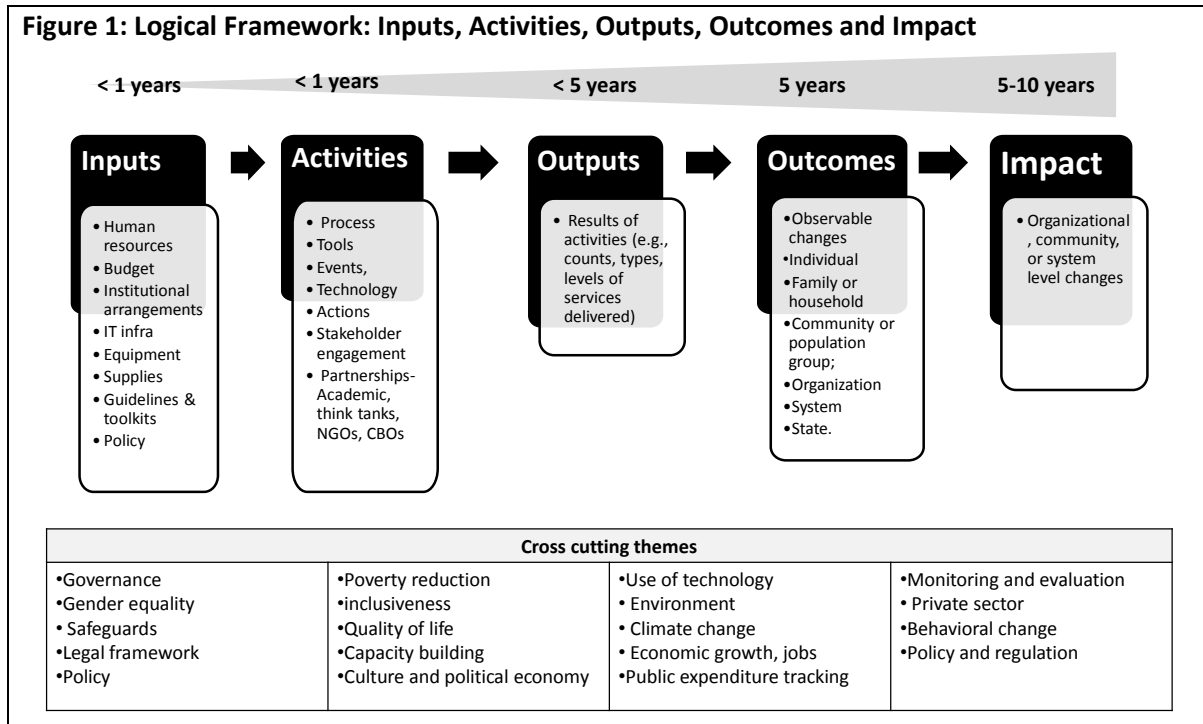 Figure 1: Logical Framework: Inputs, Activities, Outputs, Outcomes and Impact
< 1 years
< 1 years
< 5 years
5 years
5-10 years
Inputs
• Human
resources
• Budget
• Institutional
arrangements
• IT infra
• Equipment
• Supplies
• Guidelines &
toolkits
• Policy
Activities
• Process
• Tools
• Events,
• Technology
• Actions
• Stakeholder
engagement
• Partnerships-
Academic,
think tanks,
NGOs, CBOs
Outputs
• Results of
activities (e.g.,
counts, types,
levels of
services
delivered)
Outcomes
• Observable
changes
•Individual
•Family or
household
•Community or
population
group;
•Organization
•System
•State.
Impact
• Organizational
, community,
or system
level changes
Cross cutting themes
•Governance
•Gender equality
• Safeguards
•Legal framework
•Policy
•Poverty reduction
•inclusiveness
•Quality of life
•Capacity building
•Culture and political economy
•Use of technology
• Environment
• Climate change
• Economic growth, jobs
•Public expenditure tracking
•Monitoring and evaluation
• Private sector
•Behavioral change
•Policy and regulation